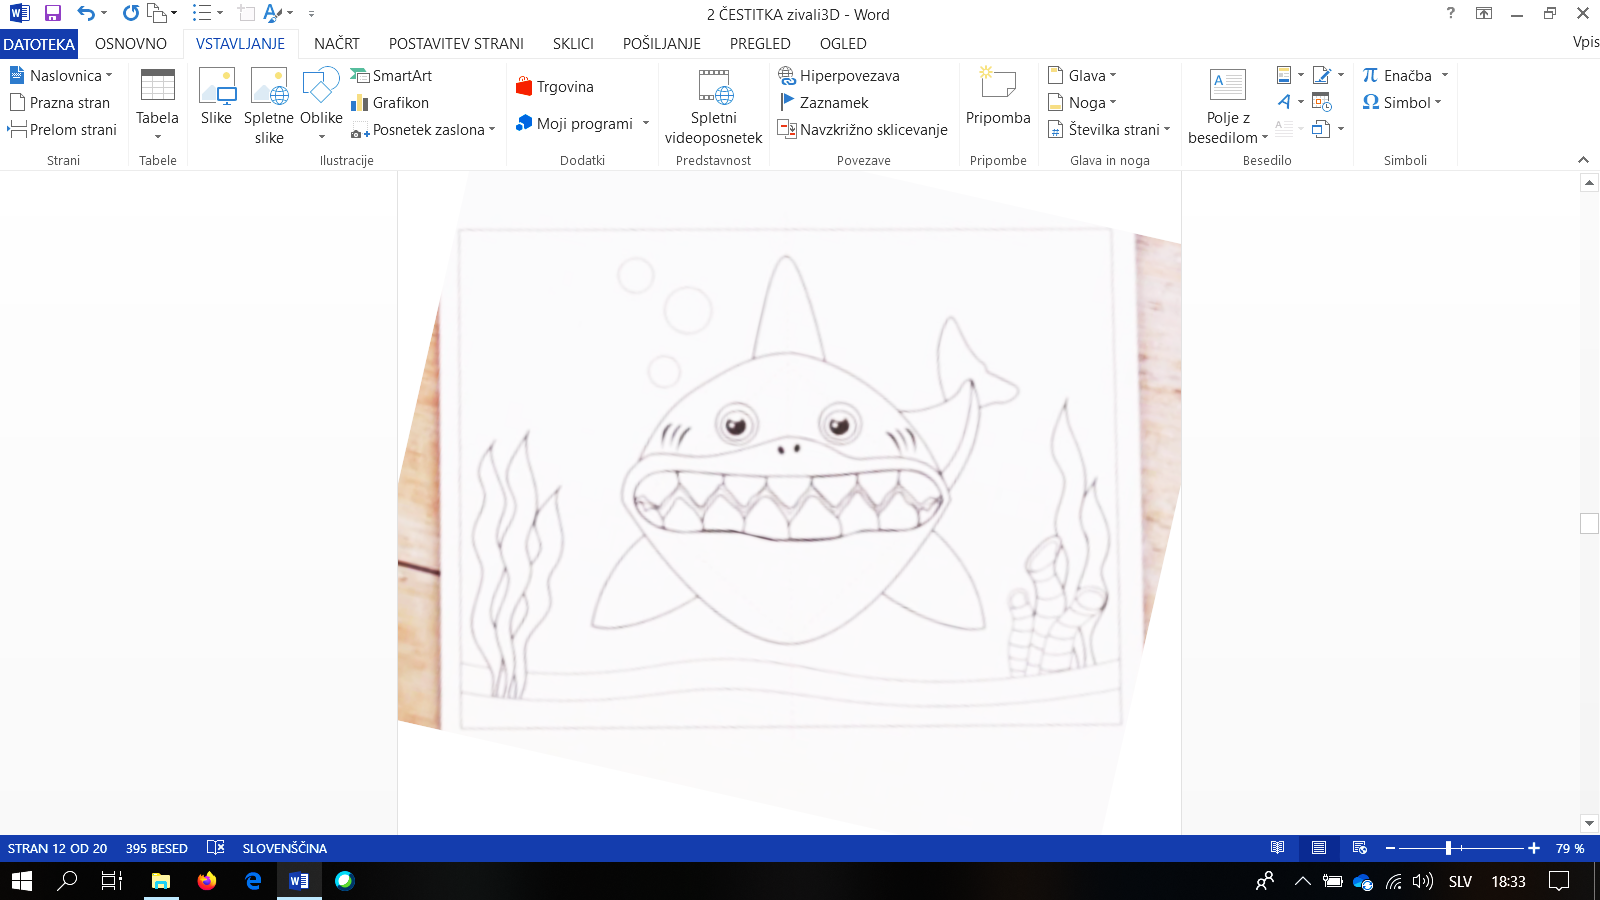 2 ČESTITKA zivali3D - Word
?
DATOTEKA OSNOVNO VSTAVLJANJE NAČRT POSTAVITEV STRANI SKLICI POŠILJANJE PREGLED OGLED Vpis
Naslovnica
Prazna stran
Prelom strani
Strani
Tabela
Tabele
Slike
Spletne
slike
Oblike
SmartArt
Grafikon
Posnetek zaslona
Ilustracije
Trgovina
Moji programi
Dodatki
Spletni
videoposnetek
Predstavnost
Hiperpovezava
Zaznamek
Navzkrižno sklicevanje
Povezave
Pripomba
Pripombe
Glava
Noga
Številka strani
Glava in noga
Polje z
besedilom
Besedilo
Enačba
Simbol
Simboli
STRAN 12 OD 20 395 BESED SLOVENŠČINA 79 %
SLV 18:33